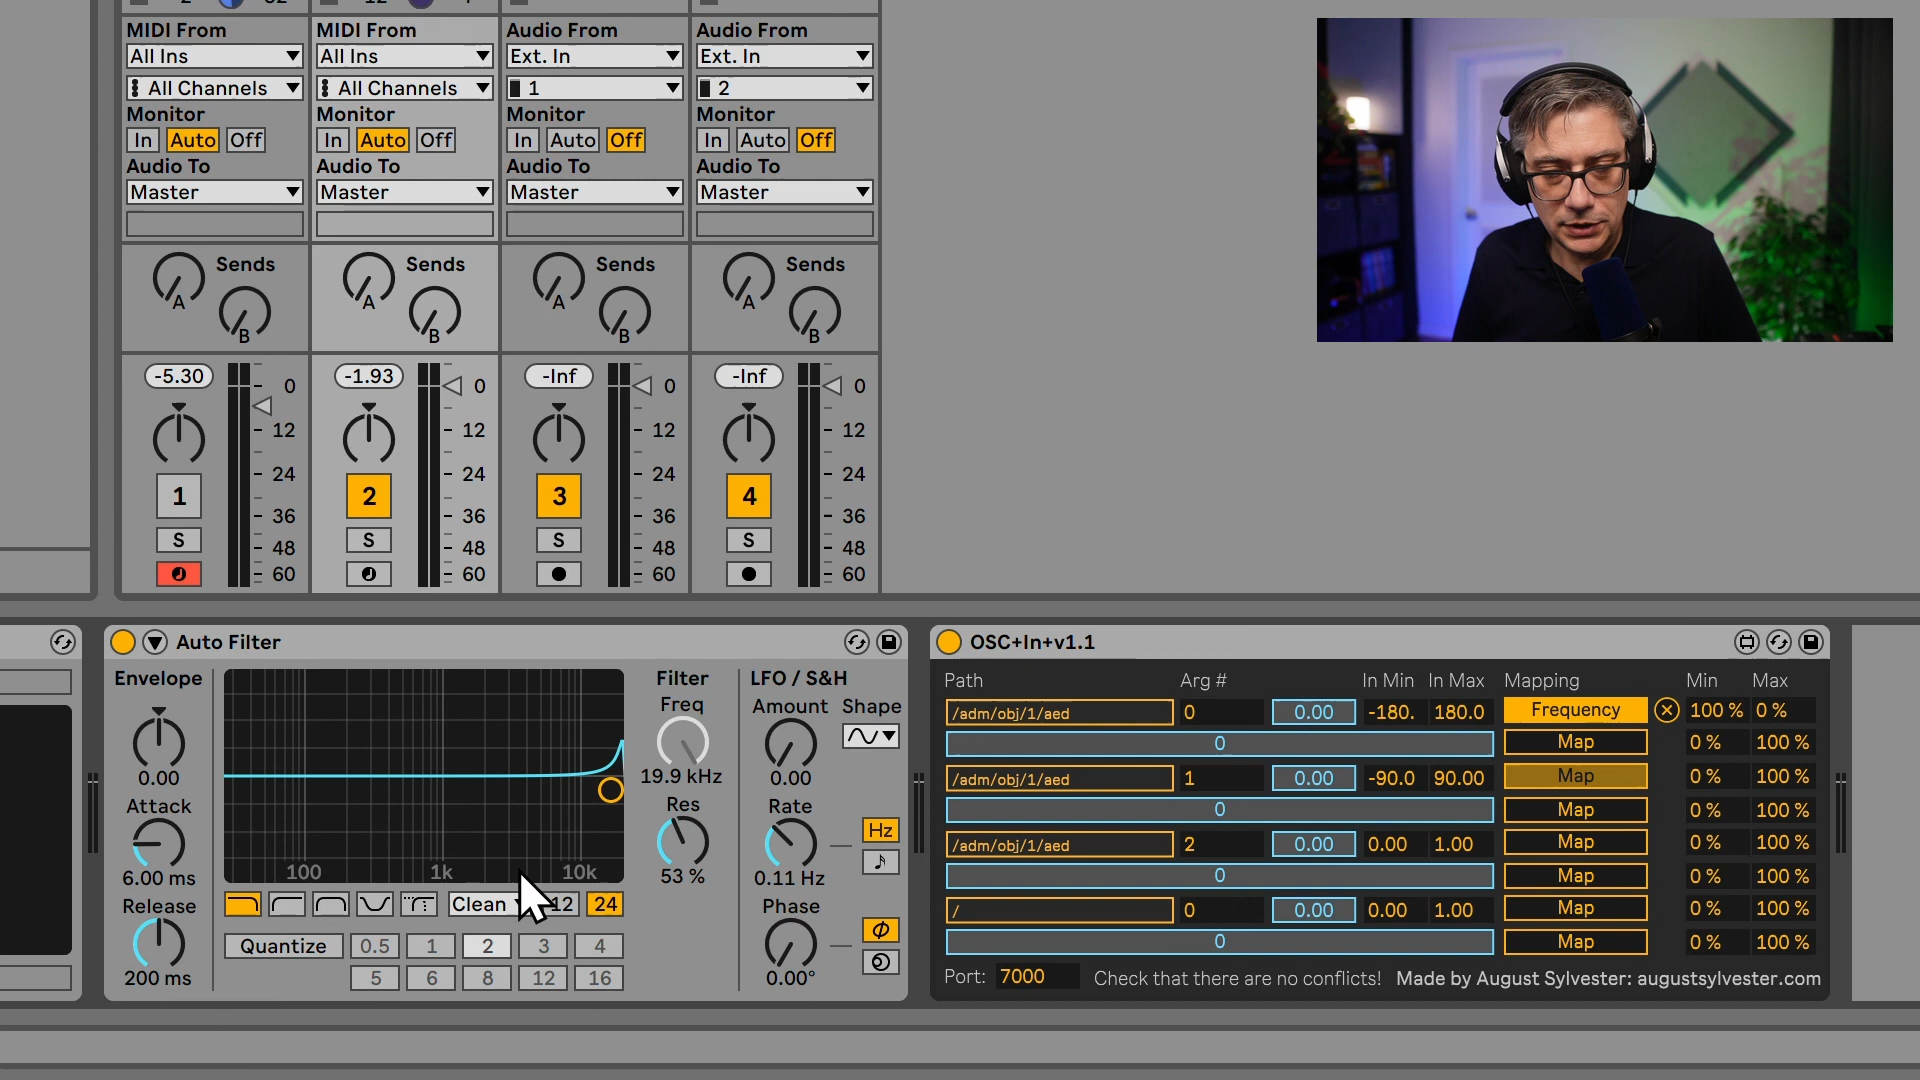 MIDI From MIDI From Audio From Audio From
All Ins All Ins Ext. In Ext. In
All Channels All Channels 1 2
Monitor Monitor Monitor Monitor
In Auto Off In Auto Off In Auto Off In Auto Off
Audio To Audio To Audio To Audio To
Master Master Master Master
Sends Sends Sends Sends
A A A A
B B B B
-5.30 0 -1.93 0 -Inf 0 -Inf 0
12 12 12 12
24 24 24 24
1 2 3 4
36 36 36 36
S S S S
48 48 48 48
60 60 60 60
Auto Filter
Envelope
0.00
Attack
6.00 ms
Release
200 ms
100 1k 10k
Clean 12 24
Quantize 0.5 1 2 3 4
5 6 8 12 16
Filter
Freq
19.9 kHz
Res
53 %
LFO / S&H
Amount Shape
0.00
Rate
Hz
0.11 Hz
Phase
0.00°
OSC+In+v1.1
Path Arg # In Min In Max Mapping Min Max
/adm/obj/1/aed 0 0.00 -180. 180.0 Frequency 100 % 0 %
0 Map 0 % 100 %
/adm/obj/1/aed 1 0.00 -90.0 90.00 Map 0 % 100 %
0 Map 0 % 100 %
/adm/obj/1/aed 2 0.00 0.00 1.00 Map 0 % 100 %
0 Map 0 % 100 %
/ 0 0.00 0.00 1.00 Map 0 % 100 %
0 Map 0 % 100 %
Port: 7000 Check that there are no conflicts! Made by August Sylvester: augustsylvester.com